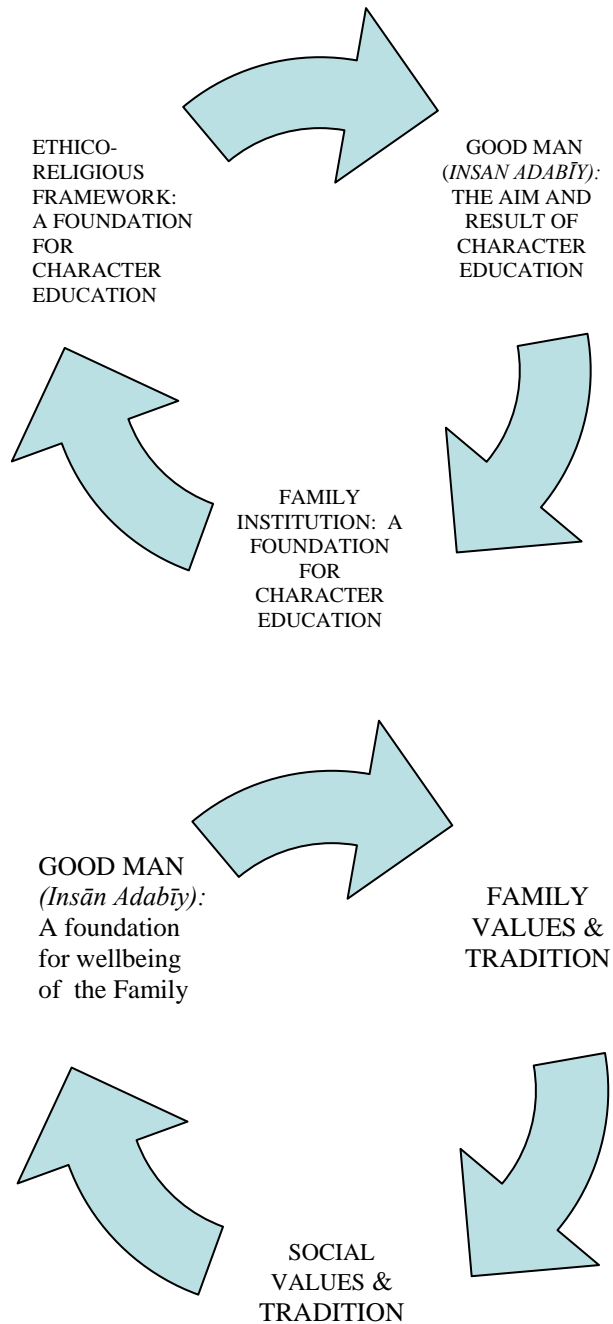 ETHICO-
RELIGIOUS
FRAMEWORK:
A FOUNDATION
FOR
CHARACTER
EDUCATION
GOOD MAN
(INSAN ADABĪY):
THE AIM AND
RESULT OF
CHARACTER
EDUCATION
FAMILY
INSTITUTION: A
FOUNDATION
FOR
CHARACTER
EDUCATION
GOOD MAN
(Insān Adabīy):
A foundation
for wellbeing
of the Family
FAMILY
VALUES &
TRADITION
SOCIAL
VALUES &
TRADITION